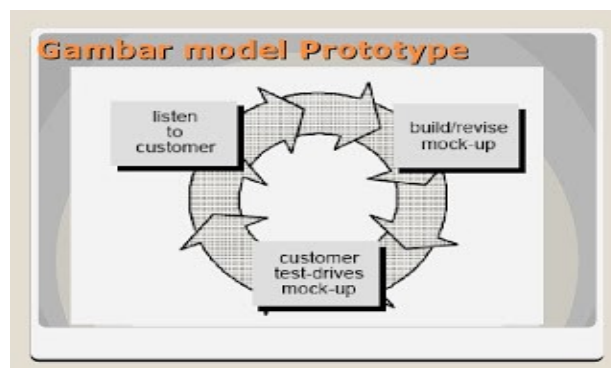 Gambar model Prototype
listen
to
customer
build/revise
mock-up
customer
test-drives
mock-up